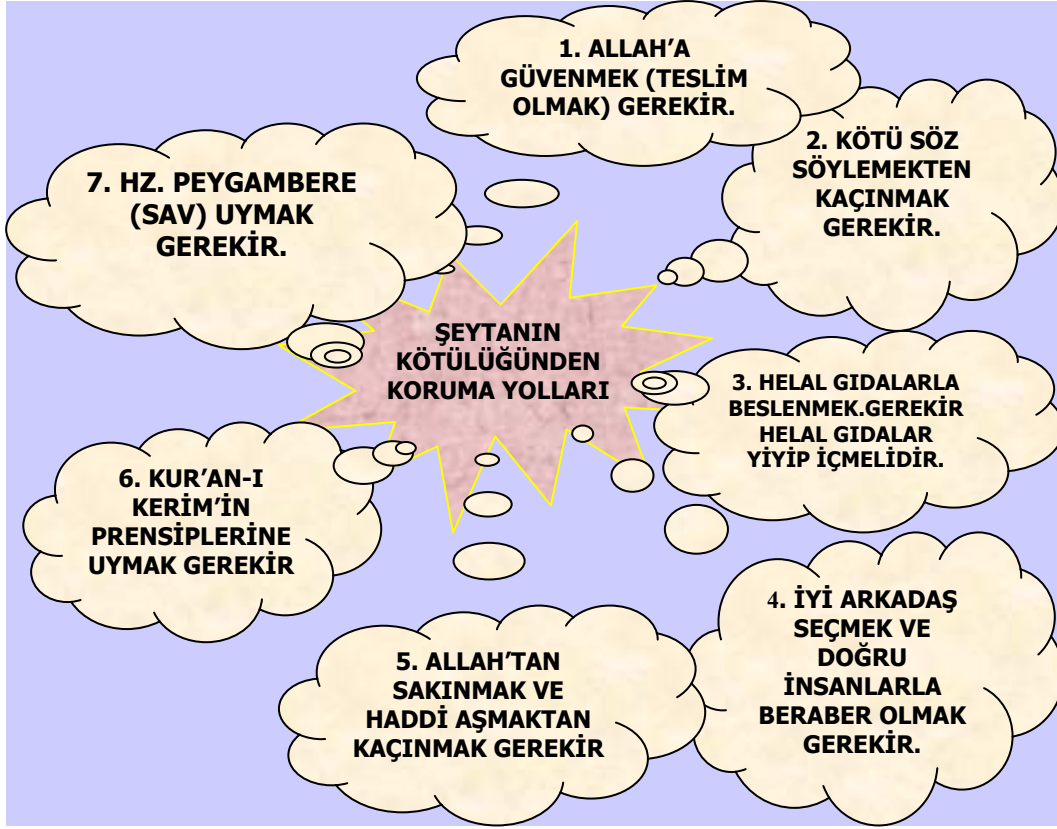 1. ALLAH’A
GÜVENMEK (TESLİM
OLMAK) GEREKİR.
2. KÖTÜ SÖZ
SÖYLEMEKTEN
KAÇINMAK
GEREKİR.
7. HZ. PEYGAMBERE
(SAV) UYMAK
GEREKİR.
ŞEYTANIN
KÖTÜLÜĞÜNDEN
KORUMA YOLLARI
3. HELAL GIDALARLA
BESLENMEK.GEREKİR
HELAL GIDALAR
YİYİP İÇMELİDİR.
6. KUR’AN-I
KERİM’İN
PRENSİPLERİNE
UYMAK GEREKİR
4. İYİ ARKADAŞ
SEÇMEK VE
DOĞRU
İNSANLARLA
BERABER OLMAK
GEREKİR.
5. ALLAH’TAN
SAKINMAK VE
HADDİ AŞMAKTAN
KAÇINMAK GEREKİR